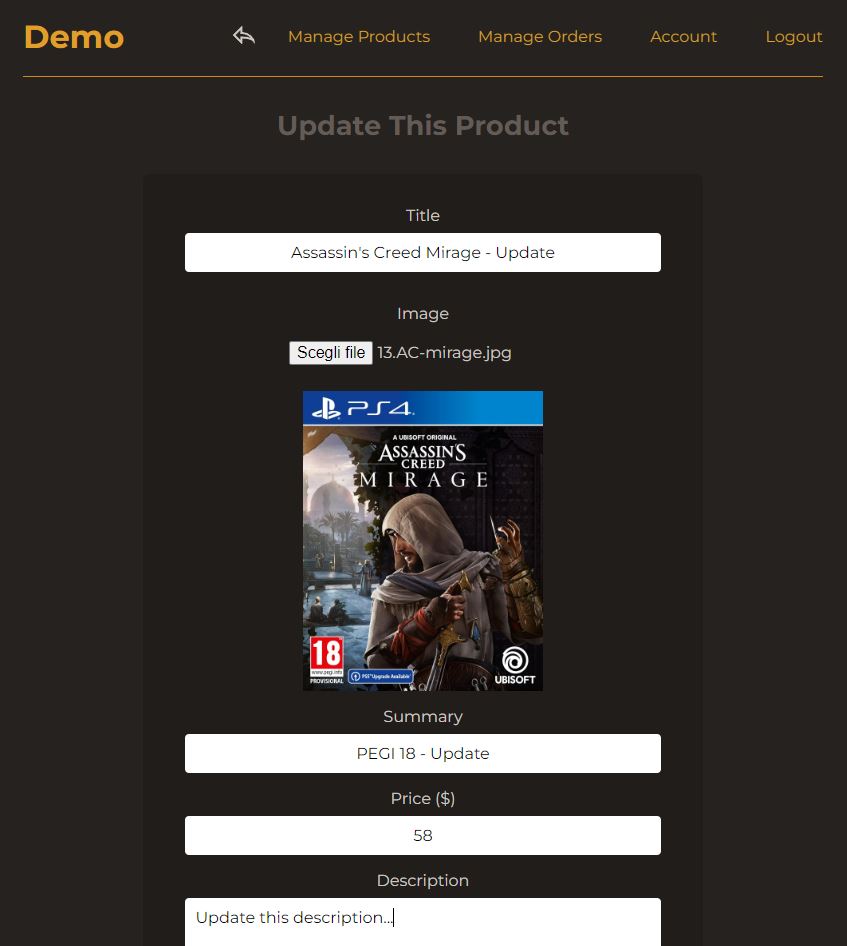 Demo
Manage Products
Manage Orders
Account
Logout
Update This Product
Title
Assassin's Creed Mirage - Update
Image
Scegli file 13.AC-mirage.jpg
PS4
A UBISOFT ORIGINAL
ASSASSIN'S
CREED
MIRAGE
18
www.pegi.info
PROVISIONAL
PS5 Upgrade Available
UBISOFT
Summary
PEGI 18 - Update
Price ($)
58
Description
Update this description...